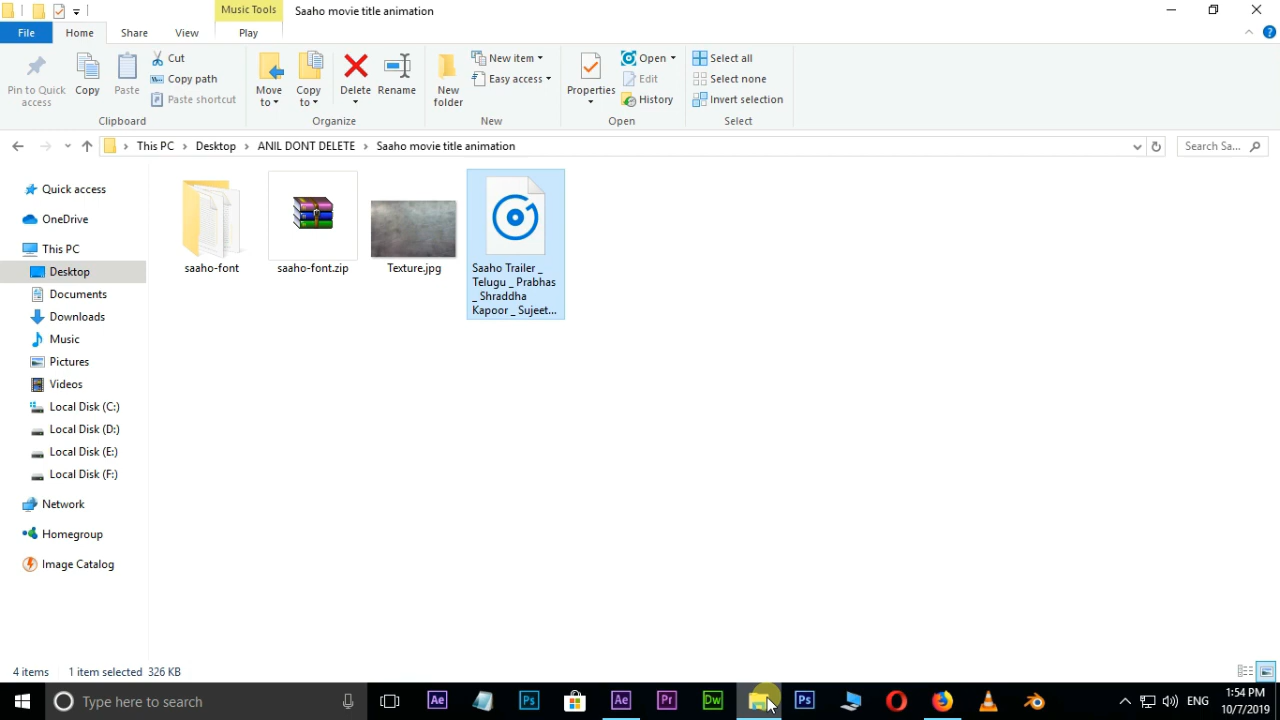 Music Tools
Saaho movie title animation
File
Home
Share
View
Play
Pin to Quick access
Copy
Paste
Cut
Copy path
Paste shortcut
Clipboard
Move to
Copy to
Delete
Rename
Organize
New folder
New item
Easy access
New
Properties
Open
Edit
History
Open
Select all
Select none
Invert selection
Select
This PC
Desktop
ANIL DONT DELETE
Saaho movie title animation
Search Sa...
Quick access
OneDrive
This PC
Desktop
Documents
Downloads
Music
Pictures
Videos
Local Disk (C:)
Local Disk (D:)
Local Disk (E:)
Local Disk (F:)
Network
Homegroup
Image Catalog
saaho-font
saaho-font.zip
Texture.jpg
Saaho Trailer _
Telugu _ Prabhas
_ Shraddha
Kapoor _ Sujeet...
4 items
1 item selected 326 KB
Type here to search
Ae
Ps
Ae
Pr
Dw
Ps
ENG
1:54 PM
10/7/2019